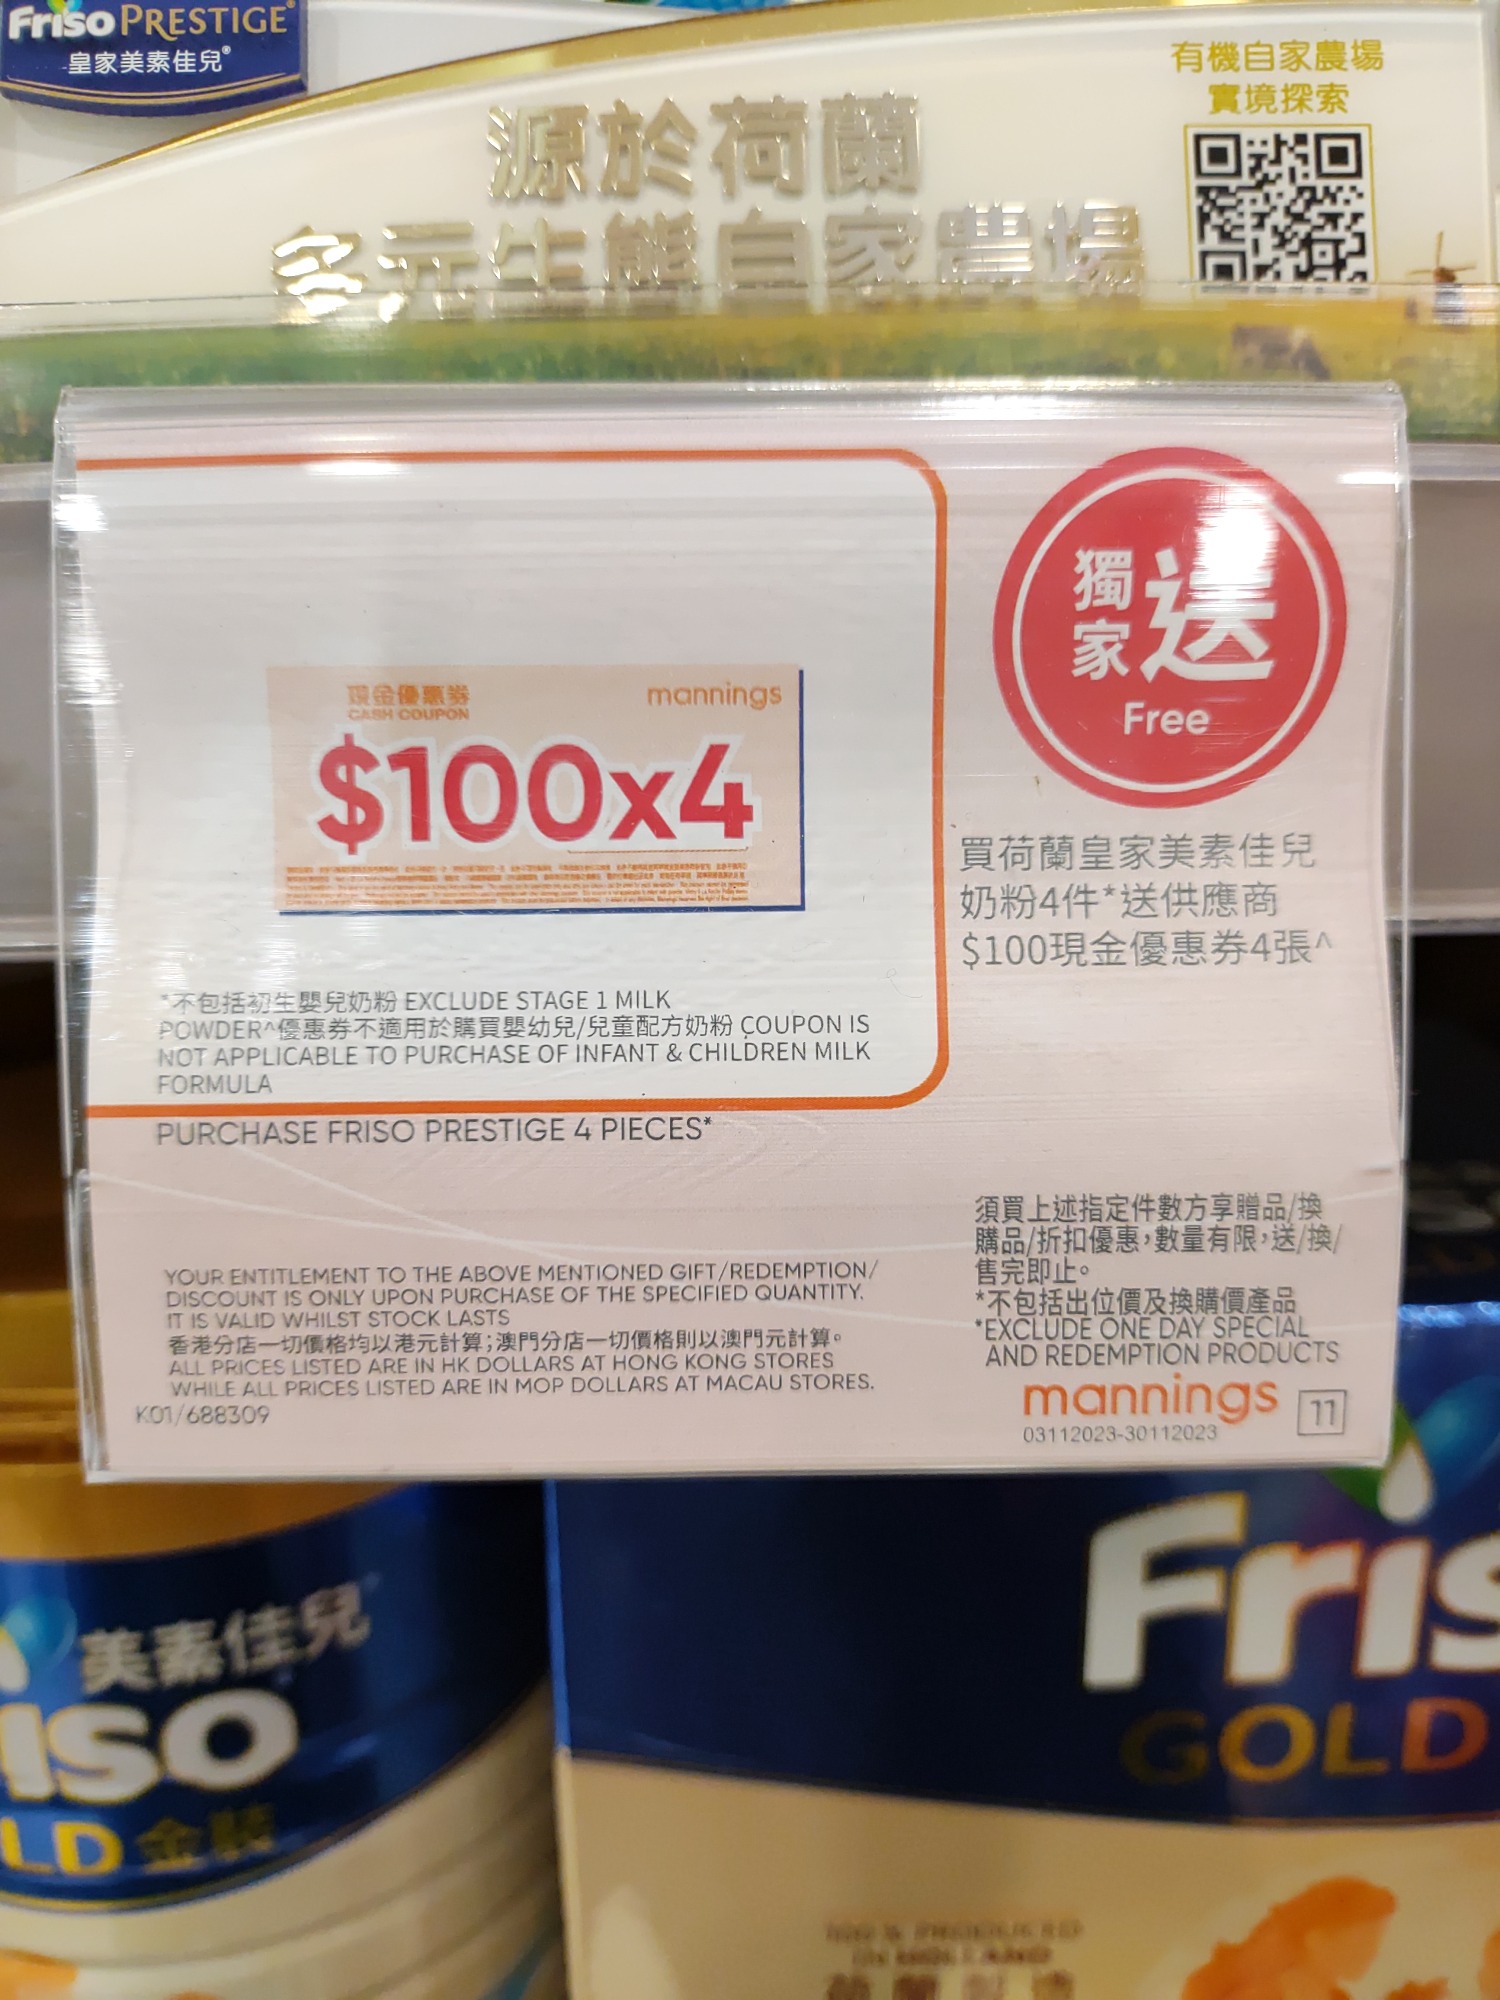 Friso PRESTIGE®
皇家美素佳兒®
有機自家農場
實境探索
源於荷蘭
多元生態自家農場
獨家送
Free
現金優惠券
CASH COUPON
mannings
$100x4
買荷蘭皇家美素佳兒
奶粉4件*送供應商
$100現金優惠券4張^
*不包括初生嬰兒奶粉 EXCLUDE STAGE 1 MILK
POWDER^優惠券不適用於購買嬰幼兒/兒童配方奶粉 COUPON IS
NOT APPLICABLE TO PURCHASE OF INFANT & CHILDREN MILK
FORMULA
PURCHASE FRISO PRESTIGE 4 PIECES*
YOUR ENTITLEMENT TO THE ABOVE MENTIONED GIFT/REDEMPTION/
DISCOUNT IS ONLY UPON PURCHASE OF THE SPECIFIED QUANTITY.
IT IS VALID WHILST STOCK LASTS
香港分店一切價格均以港元計算;澳門分店一切價格則以澳門元計算。
ALL PRICES LISTED ARE IN HK DOLLARS AT HONG KONG STORES
WHILE ALL PRICES LISTED ARE IN MOP DOLLARS AT MACAU STORES.
K01/688309
須買上述指定件數方享贈品/換
購品/折扣優惠,數量有限,送/換/
售完即止。
*不包括出位價及換購價產品
*EXCLUDE ONE DAY SPECIAL
AND REDEMPTION PRODUCTS
mannings 11
03112023-30112023
美素佳兒
ISO
LD 金裝
Fris
GOLD